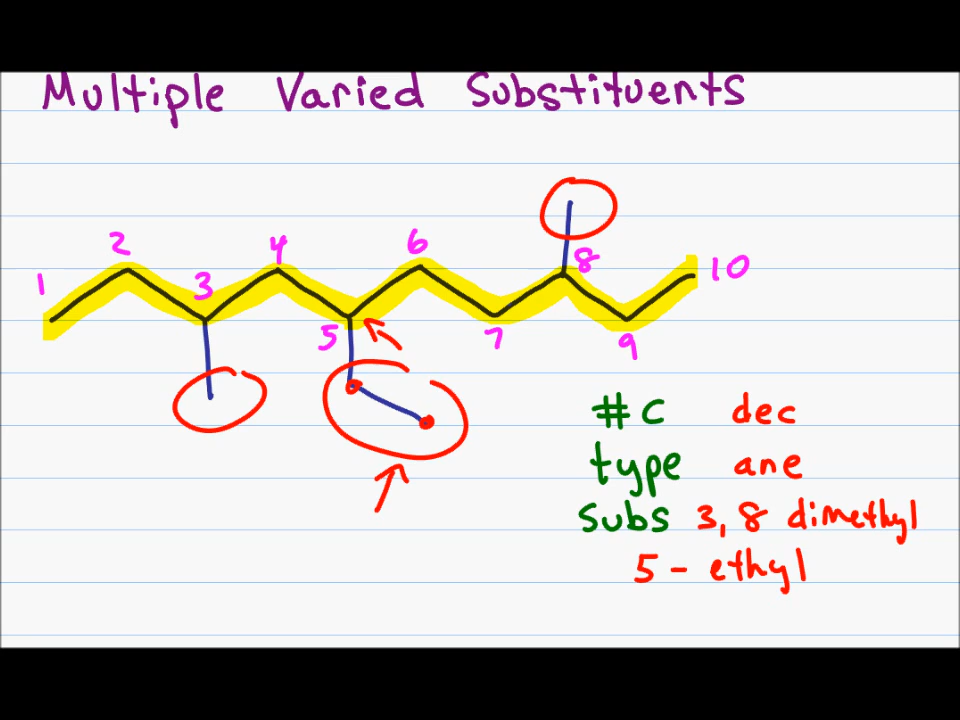 Multiple Varied Substituents
1 2 3 4 5 6 7 8 9 10
#C dec
type ane
Subs 3, 8 dimethyl
5 - ethyl